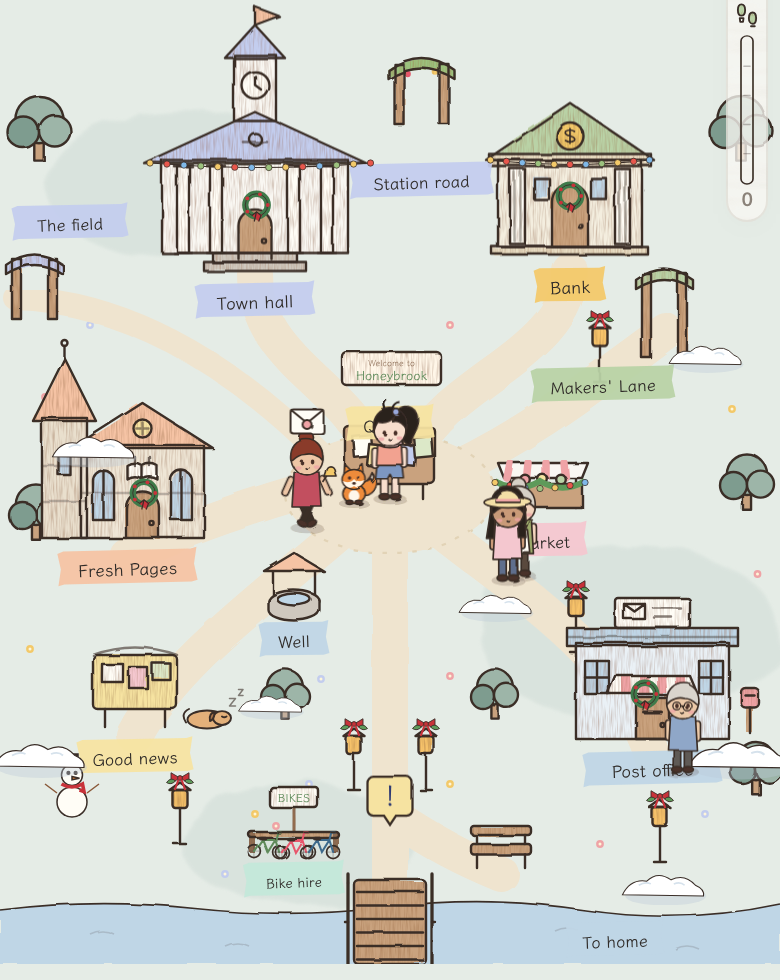 0
Station road
The field
Bank
Town hall
Welcome to
Honeybrook
Makers' Lane
$
Fresh Pages
Well
z z
Good news
Post office
BIKES
!
Bike hire
To home